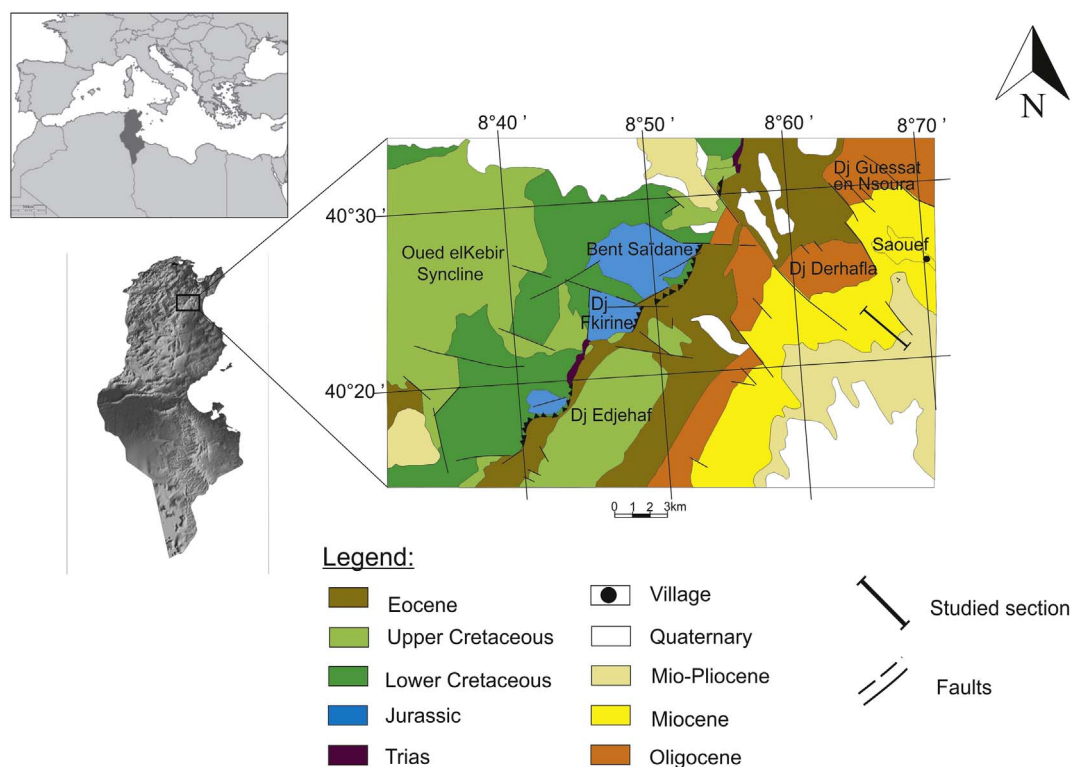 N
8°40 '
8°50 '
8°60 '
8°70 '
40°30 '
40°20 '
Dj Guessat
en Nsoura
Saouef
Dj Derhafla
Bent Saïdane
Oued elKebir
Syncline
Dj
Fkirine
Dj Edjehaf
0 1 2 3km
Legend:
Eocene
Upper Cretaceous
Lower Cretaceous
Jurassic
Trias
Village
Quaternary
Mio-Pliocene
Miocene
Oligocene
Studied section
Faults